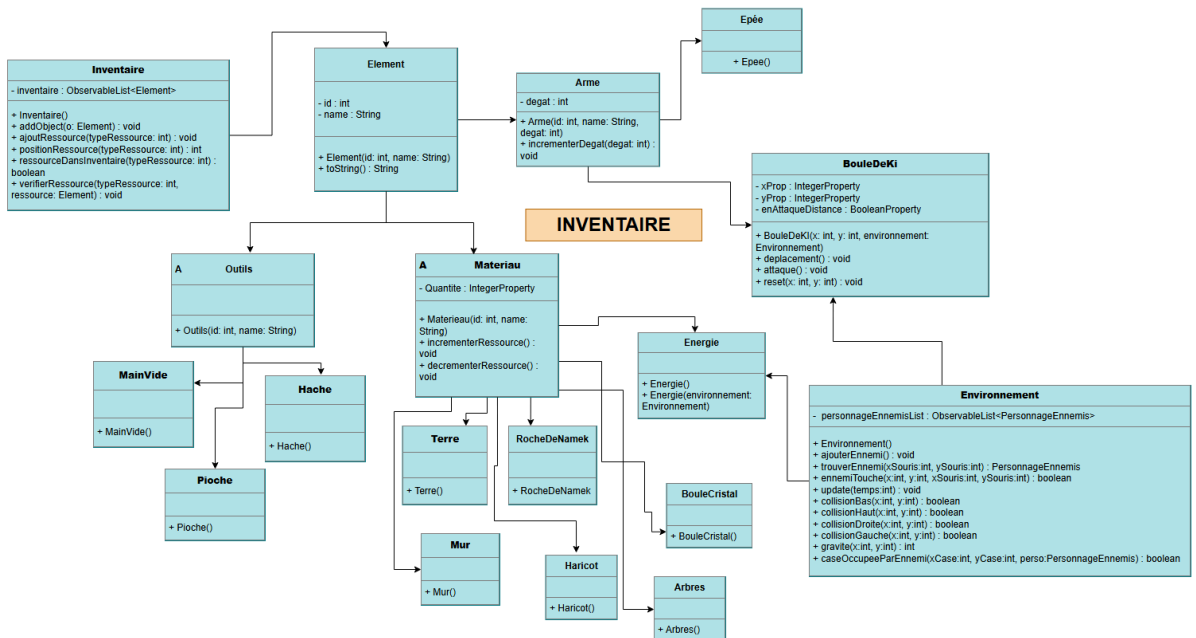 Inventaire
- inventaire : ObservableList<Element>
+ Inventaire()
+ addObject(o: Element) : void
+ ajoutRessource(typeRessource: int) : void
+ positionRessource(typeRessource: int) : int
+ ressourceDansInventaire(typeRessource: int) :
boolean
+ verifierRessource(typeRessource: int,
ressource: Element) : void
Element
- id : int
- name : String
+ Element(id: int, name: String)
+ toString() : String
Arme
- degat : int
+ Arme(id: int, name: String,
degat: int)
+ incrementerDegat(degat: int) :
void
Epée
+ Epee()
BouleDeKi
- xProp : IntegerProperty
- yProp : IntegerProperty
- enAttaqueDistance : BooleanProperty
+ BouleDeKI(x: int, y: int, environnement:
Environnement)
+ deplacement() : void
+ attaque() : void
+ reset(x: int, y: int) : void
INVENTAIRE
A Outils
+ Outils(id: int, name: String)
A Materiau
- Quantite : IntegerProperty
+ Materieau(id: int, name:
String)
+ incrementerRessource() :
void
+ decrementerRessource() :
void
Energie
+ Energie()
+ Energie(environnement:
Environnement)
MainVide
+ MainVide()
Hache
+ Hache()
Pioche
+ Pioche()
Terre
+ Terre()
RocheDeNamek
+ RocheDeNamek
Mur
+ Mur()
Haricot
+ Haricot()
BouleCristal
+ BouleCristal()
Arbres
+ Arbres()
Environnement
- personnageEnnemisList : ObservableList<PersonnageEnnemis>
+ Environnement()
+ ajouterEnnemi() : void
+ trouverEnnemi(xSouris:int, ySouris:int) : PersonnageEnnemis
+ ennemiTouche(x:int, y:int, xSouris:int, ySouris:int) : boolean
+ update(temps:int) : void
+ collisionBas(x:int, y:int) : boolean
+ collisionHaut(x:int, y:int) : boolean
+ collisionDroite(x:int, y:int) : boolean
+ collisionGauche(x:int, y:int) : boolean
+ gravite(x:int, y:int) : int
+ caseOccupeeParEnnemi(xCase:int, yCase:int, perso:PersonnageEnnemis) : boolean